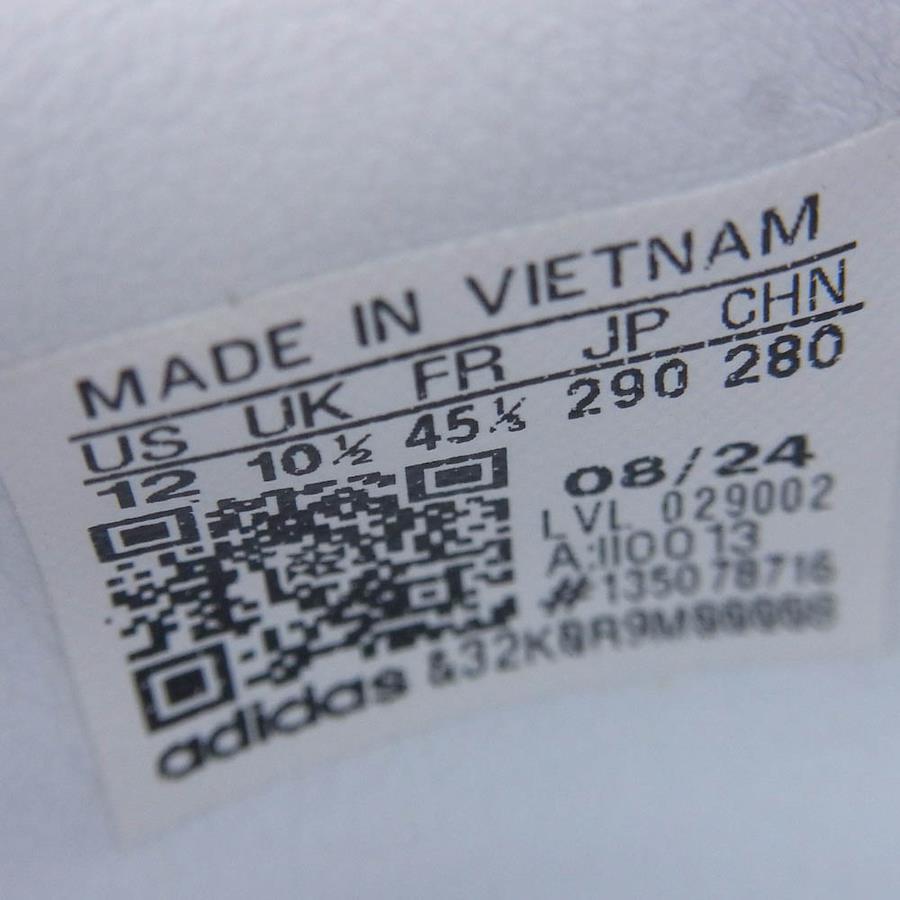 MADE IN VIETNAM
US UK FR JP CHN
12 10½ 45⅓ 290 280
08/24
LVL 029002
A:II0013
#135078716
adidas